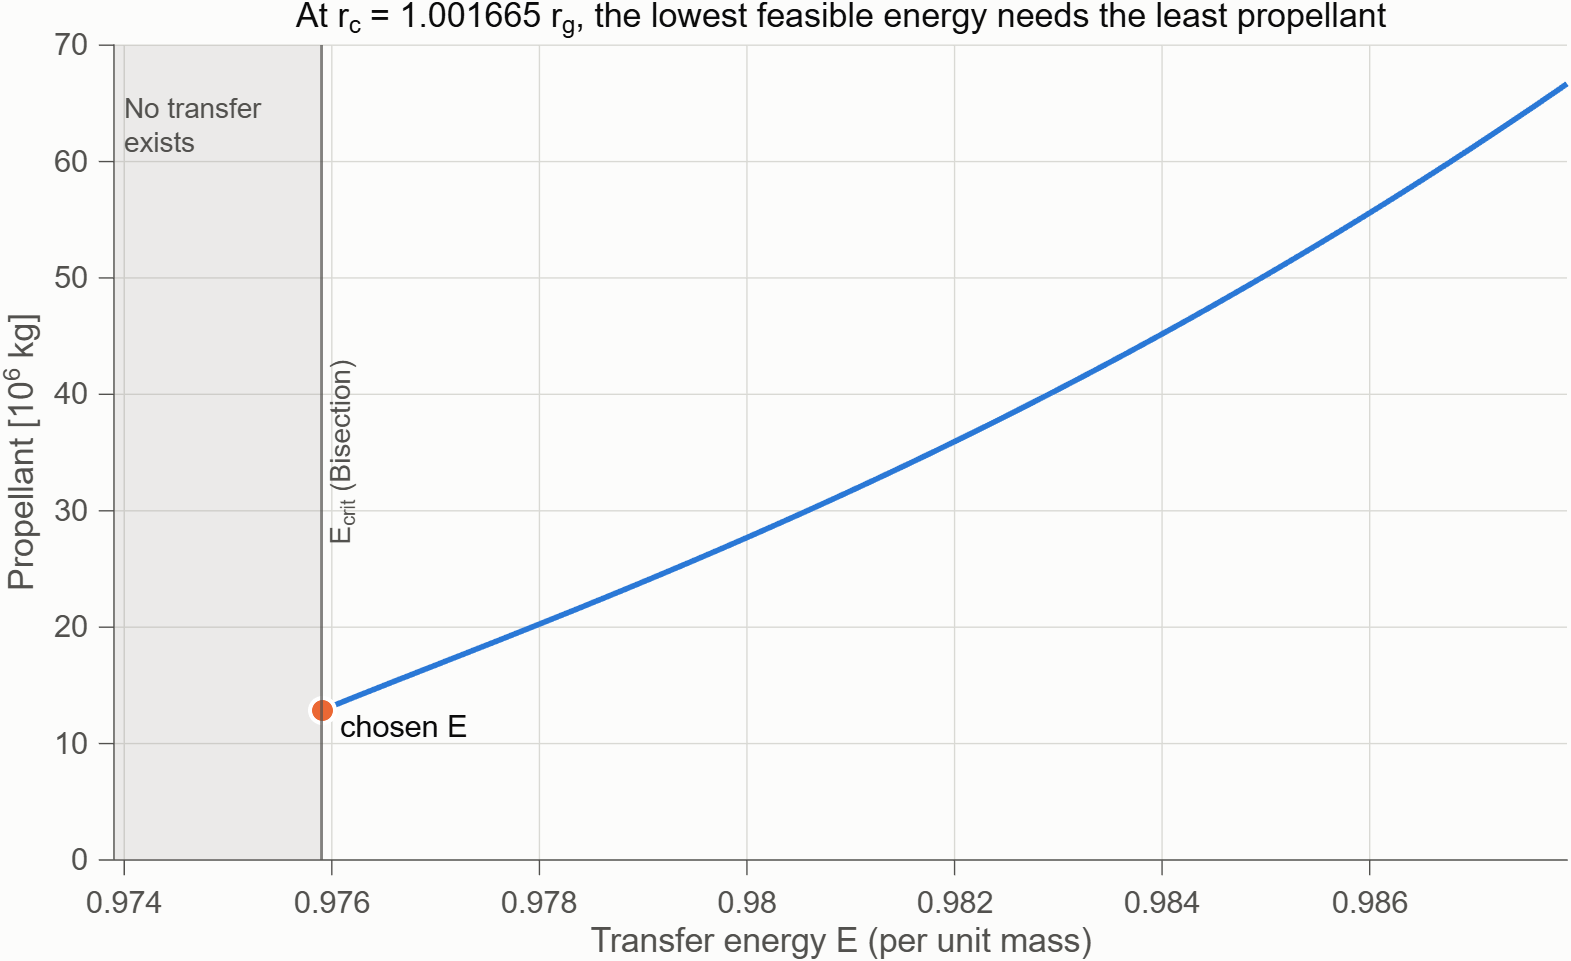 At r_c = 1.001665 r_g, the lowest feasible energy needs the least propellant
70
60
50
40
30
20
10
0
Propellant [10^6 kg]
No transfer
exists
E_crit (Bisection)
chosen E
0.974
0.976
0.978
0.98
0.982
0.984
0.986
Transfer energy E (per unit mass)